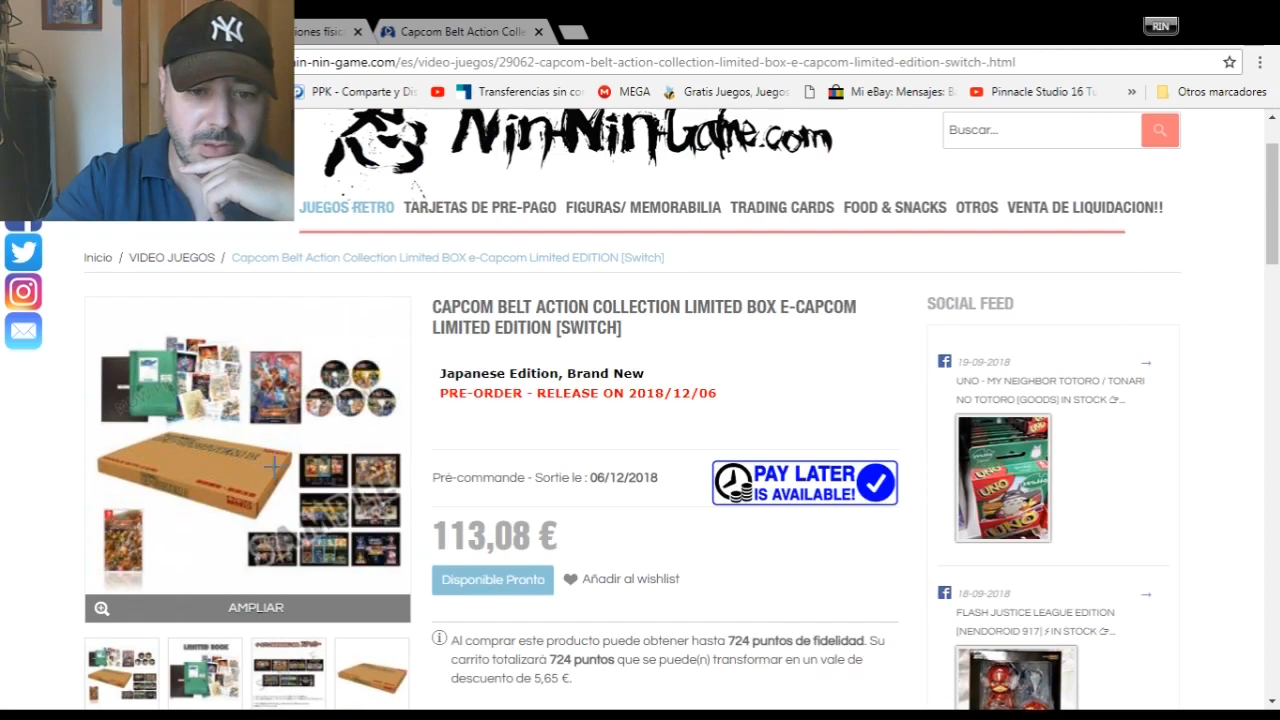 NY
iones físic
Capcom Belt Action Colle
RIN
in-nin-game.com/es/video-juegos/29062-capcom-belt-action-collection-limited-box-e-capcom-limited-edition-switch-.html
PPK - Comparte y Dis
Transferencias sin co
MEGA
Gratis Juegos, Juegos
Mi eBay: Mensajes: B
Pinnacle Studio 16 Tu
»
Otros marcadores
Nin-Nin-Game.com
Buscar...
JUEGOS RETRO TARJETAS DE PRE-PAGO FIGURAS/ MEMORABILIA TRADING CARDS FOOD & SNACKS OTROS VENTA DE LIQUIDACION!!
Inicio / VIDEO JUEGOS / Capcom Belt Action Collection Limited BOX e-Capcom Limited EDITION [Switch]
CAPCOM BELT ACTION COLLECTION LIMITED BOX E-CAPCOM
LIMITED EDITION [SWITCH]
SOCIAL FEED
Japanese Edition, Brand New
PRE-ORDER - RELEASE ON 2018/12/06
19-09-2018
UNO - MY NEIGHBOR TOTORO / TONARI
NO TOTORO [GOODS] IN STOCK
UNO
Pré-commande - Sortie le : 06/12/2018
PAY LATER
IS AVAILABLE!
113,08 €
Disponible Pronto
Añadir al wishlist
AMPLIAR
18-09-2018
FLASH JUSTICE LEAGUE EDITION
[NENDOROID 917] ⚡IN STOCK
Al comprar este producto puede obtener hasta 724 puntos de fidelidad. Su
carrito totalizará 724 puntos que se puede(n) transformar en un vale de
descuento de 5,65 €.
LIMITED BOOK